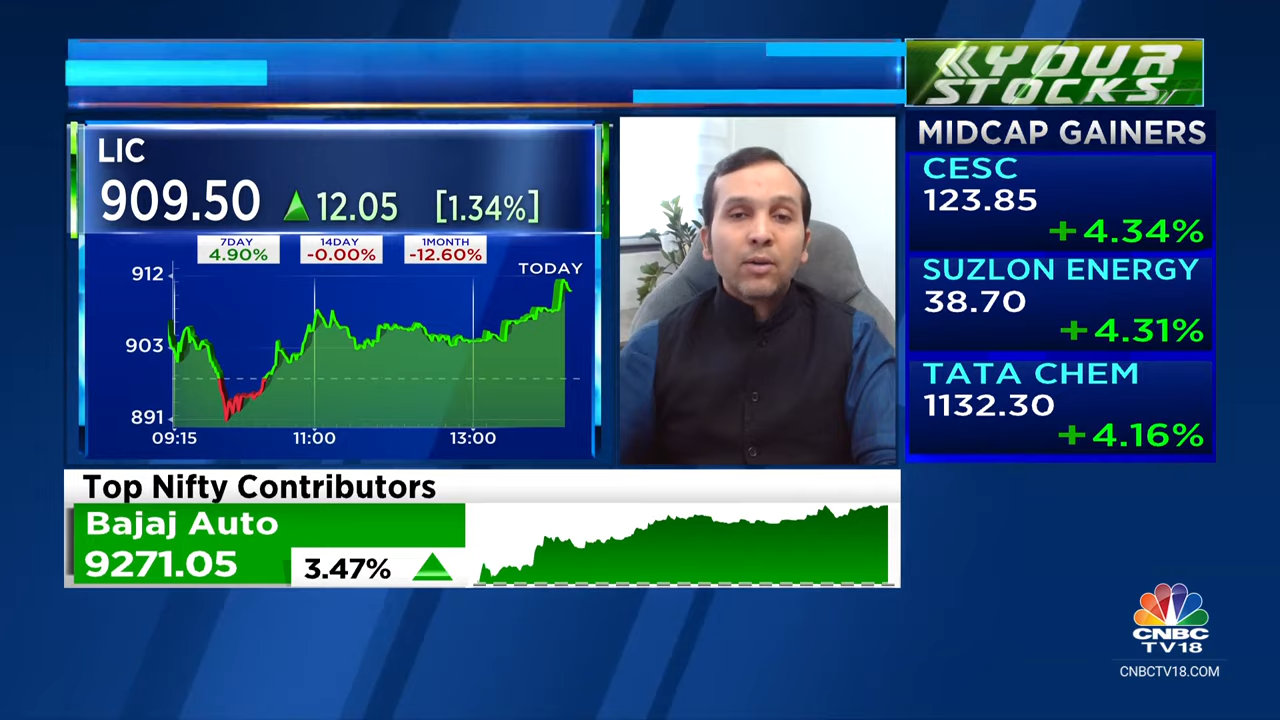 YOUR
STOCKS
LIC
909.50 ▲ 12.05 [1.34%]
7DAY 14DAY 1MONTH
4.90% -0.00% -12.60%
TODAY
912
903
891
09:15 11:00 13:00
MIDCAP GAINERS
CESC
123.85
+4.34%
SUZLON ENERGY
38.70
+4.31%
TATA CHEM
1132.30
+4.16%
Top Nifty Contributors
Bajaj Auto
9271.05 3.47% ▲
CNBC
TV18
CNBCTV18.COM